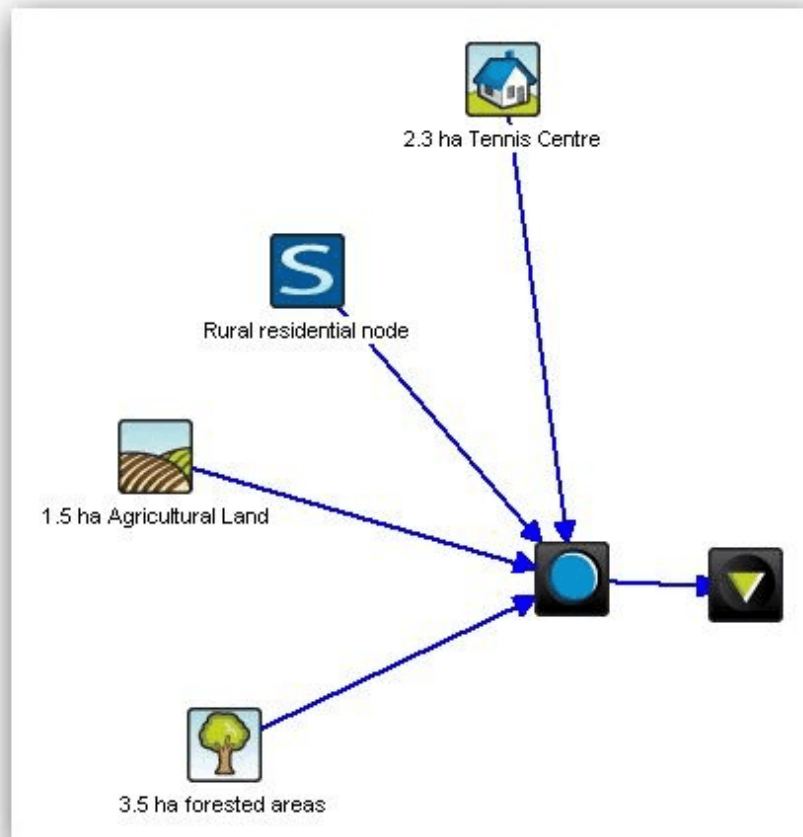 2.3 ha Tennis Centre
S
Rural residential node
1.5 ha Agricultural Land
3.5 ha forested areas